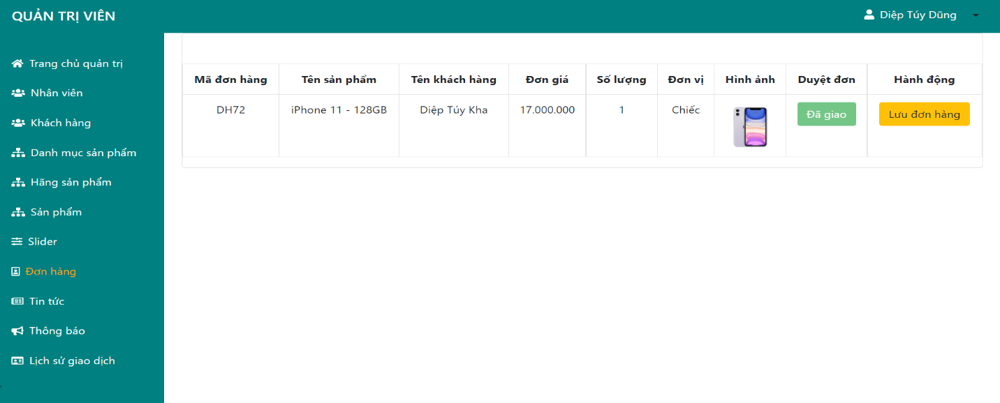 QUẢN TRỊ VIÊN
Diệp Túy Dũng
Trang chủ quản trị
Nhân viên
Khách hàng
Danh mục sản phẩm
Hãng sản phẩm
Sản phẩm
Slider
Đơn hàng
Tin tức
Thông báo
Lịch sử giao dịch
Mã đơn hàng Tên sản phẩm Tên khách hàng Đơn giá Số lượng Đơn vị Hình ảnh Duyệt đơn Hành động
DH72 iPhone 11 - 128GB Diệp Túy Kha 17.000.000 1 Chiếc Đã giao Lưu đơn hàng